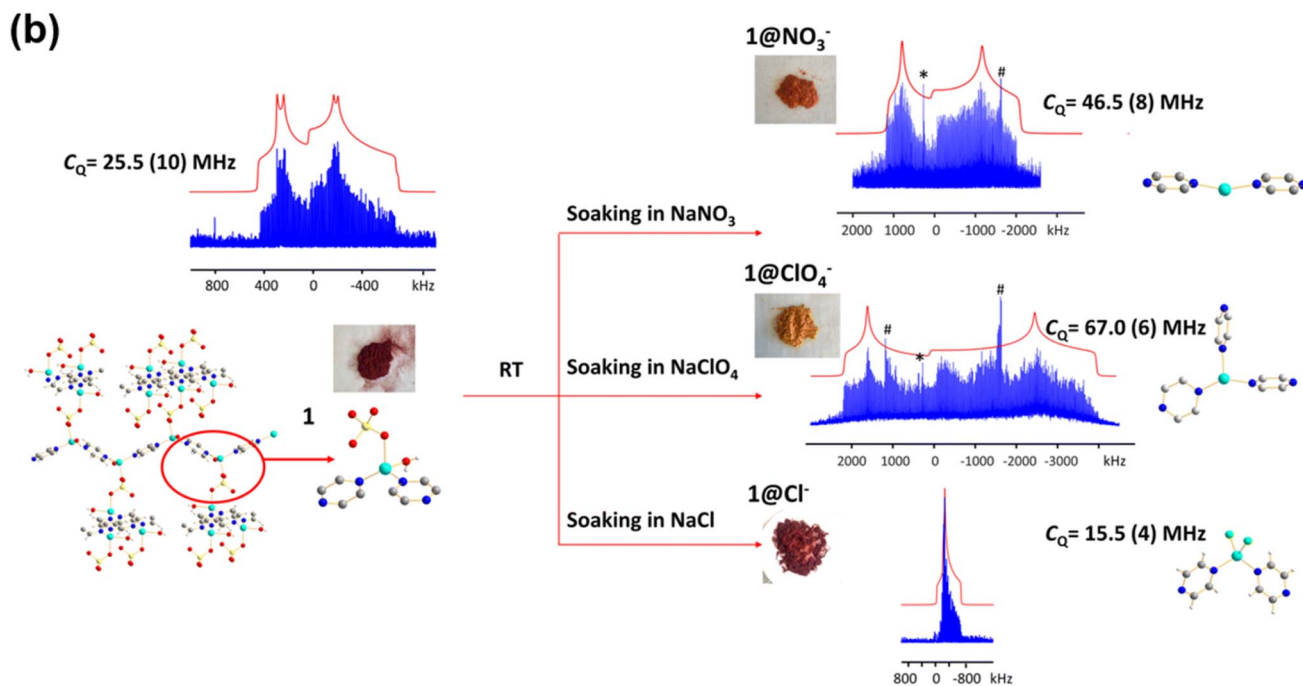 (b)
C_Q= 25.5 (10) MHz
800 400 0 -400 kHz
1
RT
Soaking in NaNO₃
1@NO₃⁻
*
#
C_Q= 46.5 (8) MHz
2000 1000 0 -1000 -2000 kHz
Soaking in NaClO₄
1@ClO₄⁻
#
*
#
C_Q= 67.0 (6) MHz
2000 1000 0 -1000 -2000 -3000 kHz
Soaking in NaCl
1@Cl⁻
C_Q= 15.5 (4) MHz
800 0 -800 kHz